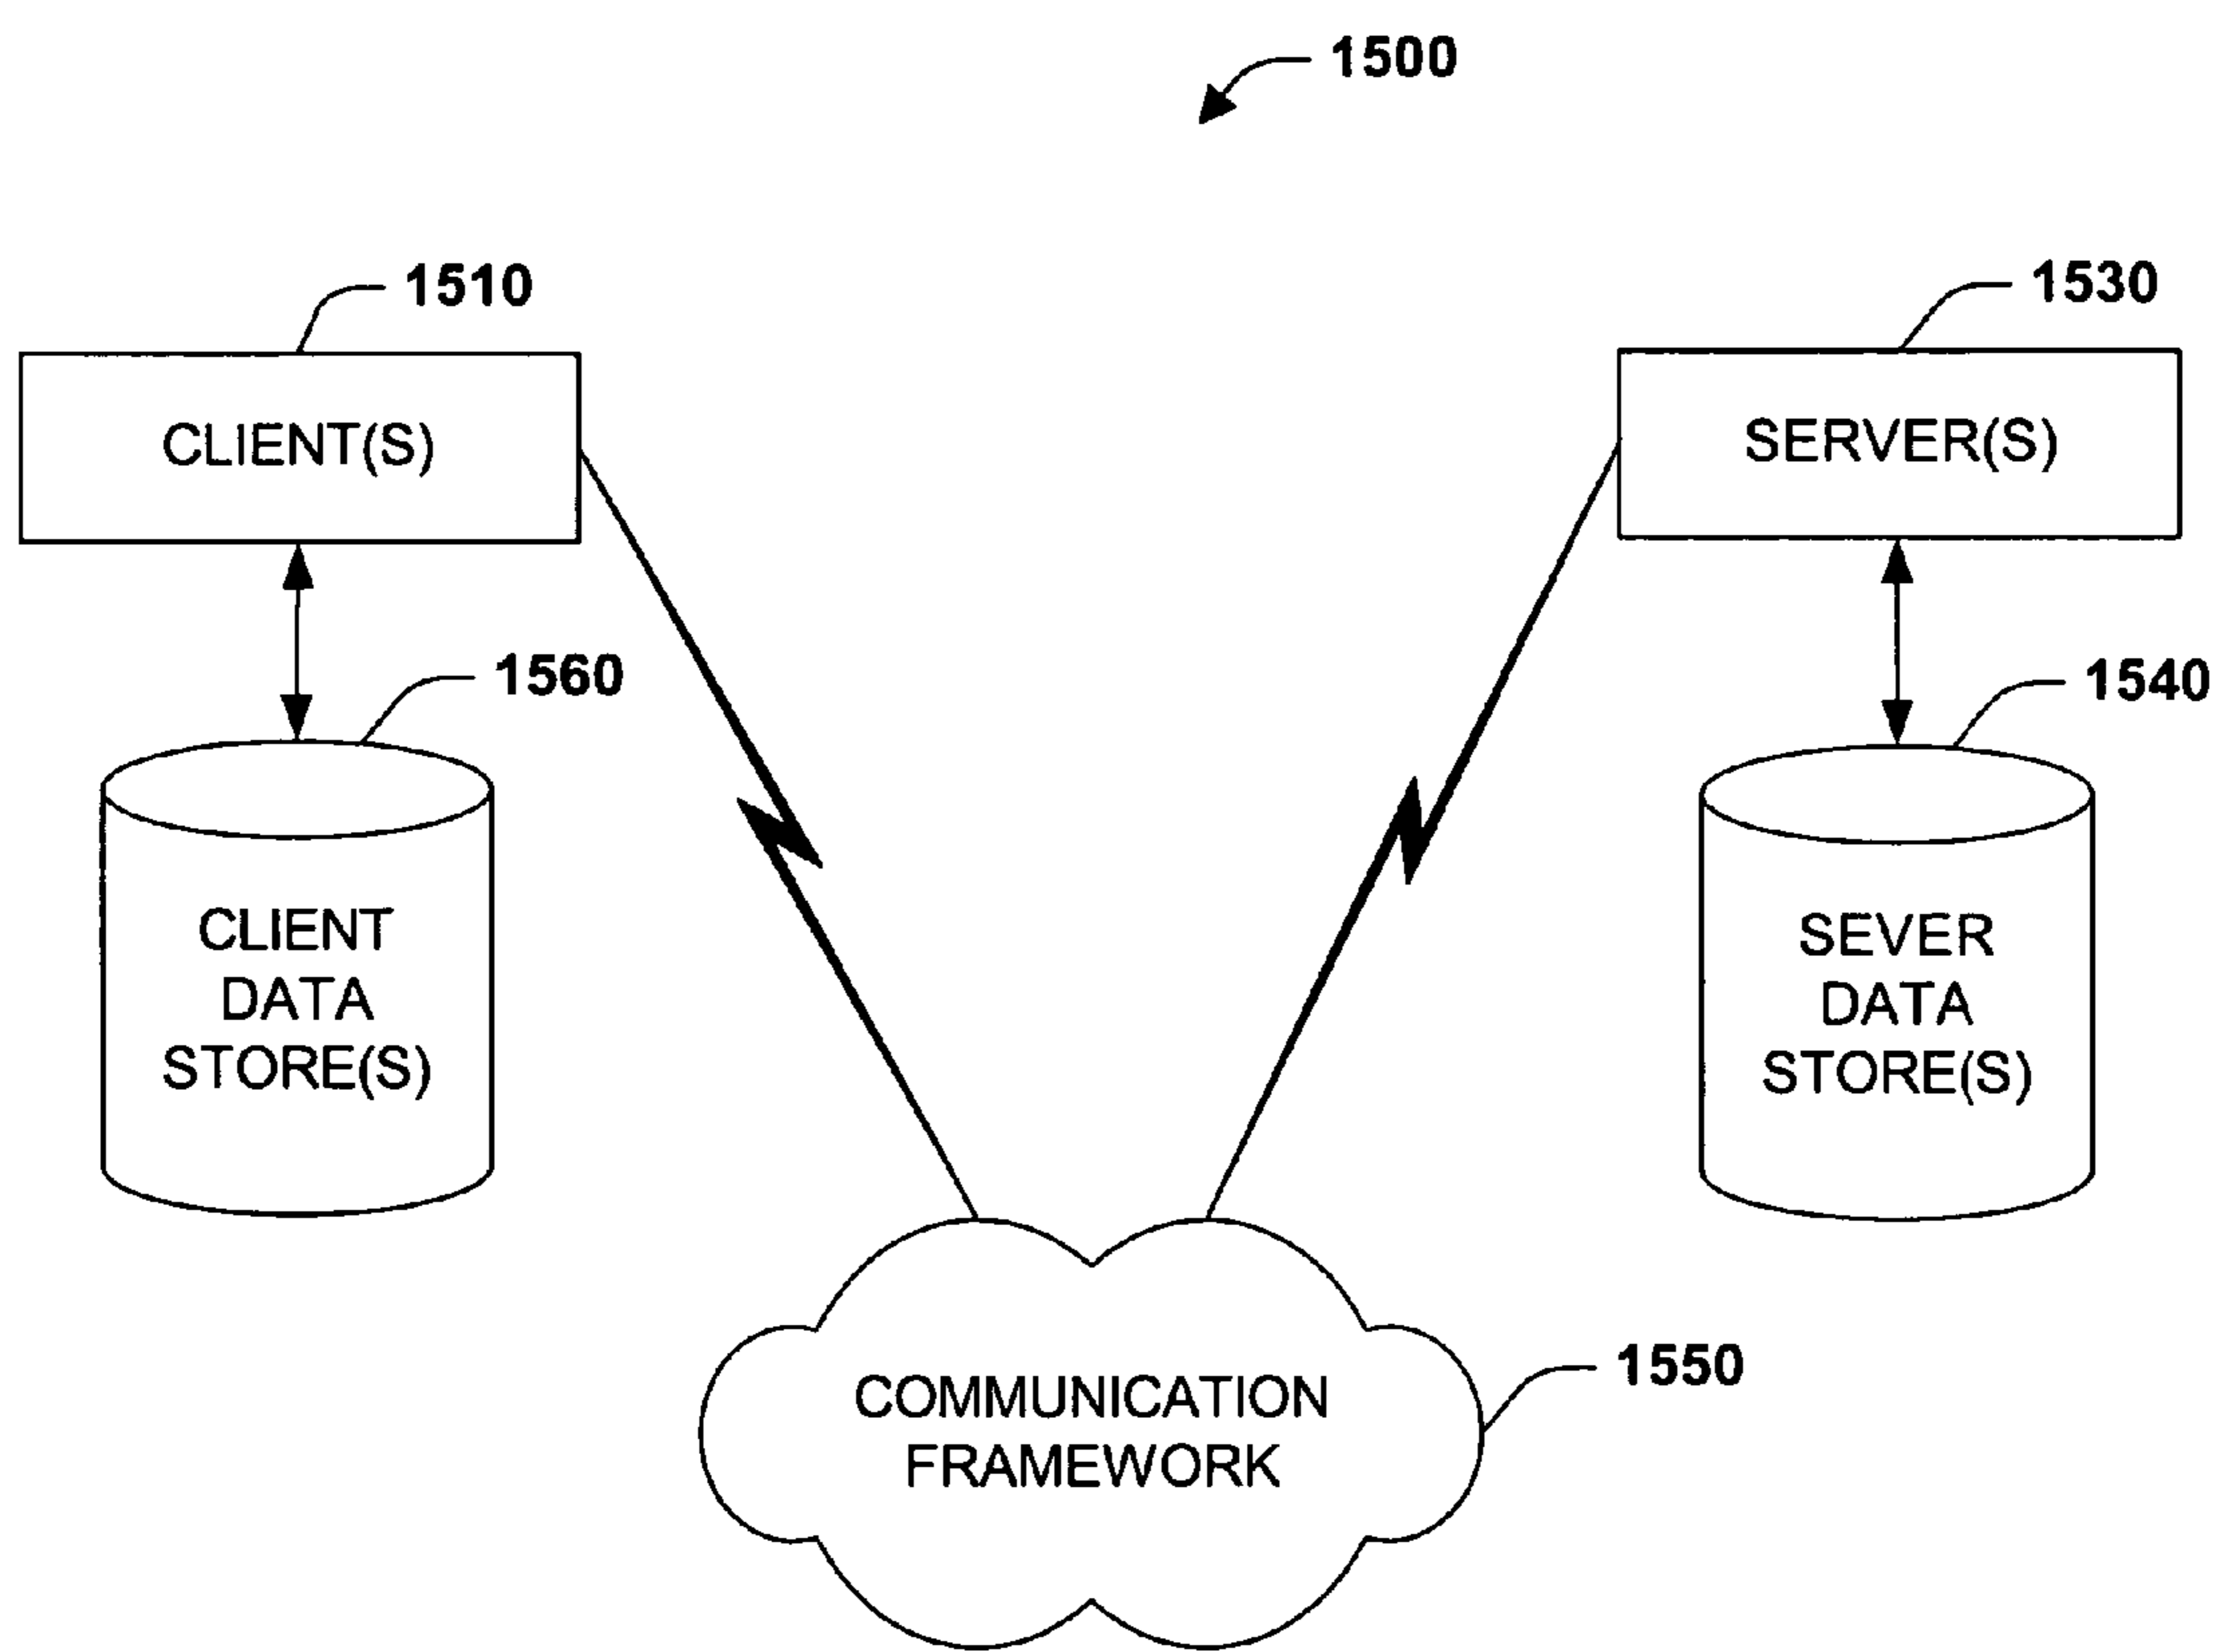 1500
1510
1530
CLIENT(S)
SERVER(S)
1560
1540
CLIENT
DATA
STORE(S)
SEVER
DATA
STORE(S)
1550
COMMUNICATION
FRAMEWORK